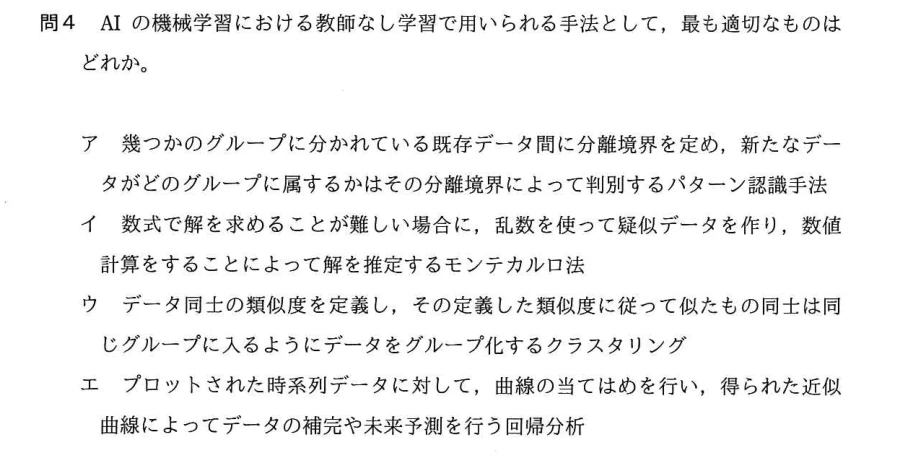 問4 AI の機械学習における教師なし学習で用いられる手法として，最も適切なものは
どれか。
ア 幾つかのグループに分かれている既存データ間に分離境界を定め，新たなデー
タがどのグループに属するかはその分離境界によって判別するパターン認識手法
イ 数式で解を求めることが難しい場合に，乱数を使って疑似データを作り，数値
計算をすることによって解を推定するモンテカルロ法
ウ データ同士の類似度を定義し，その定義した類似度に従って似たもの同士は同
じグループに入るようにデータをグループ化するクラスタリング
エ プロットされた時系列データに対して，曲線の当てはめを行い，得られた近似
曲線によってデータの補完や未来予測を行う回帰分析